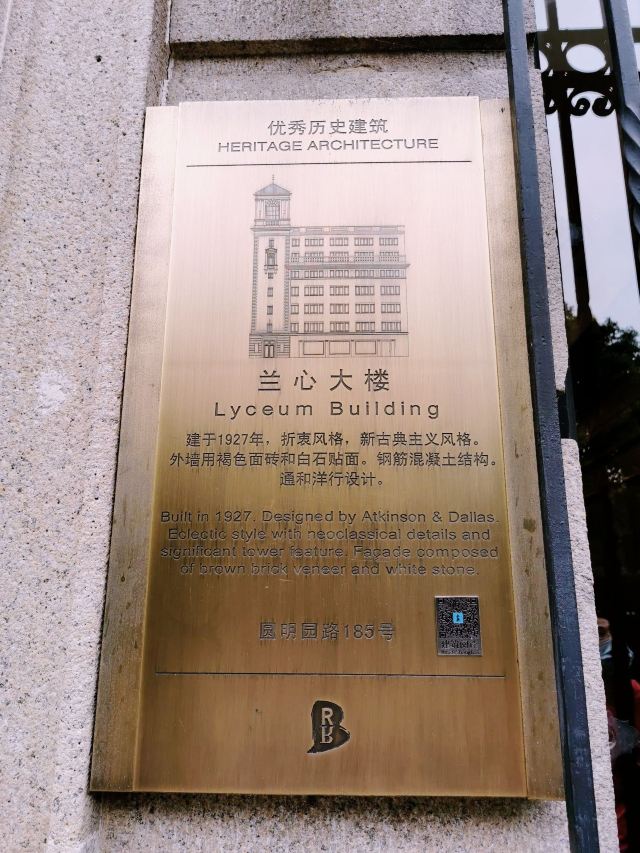 优秀历史建筑
HERITAGE ARCHITECTURE
兰心大楼
Lyceum Building
建于1927年，折衷风格，新古典主义风格。
外墙用褐色面砖和白石贴面。钢筋混凝土结构。
通和洋行设计。
Built in 1927. Designed by Atkinson & Dallas.
Eclectic style with neoclassical details and
significant tower feature. Façade composed
of brown brick veneer and white stone.
圆明园路185号
R